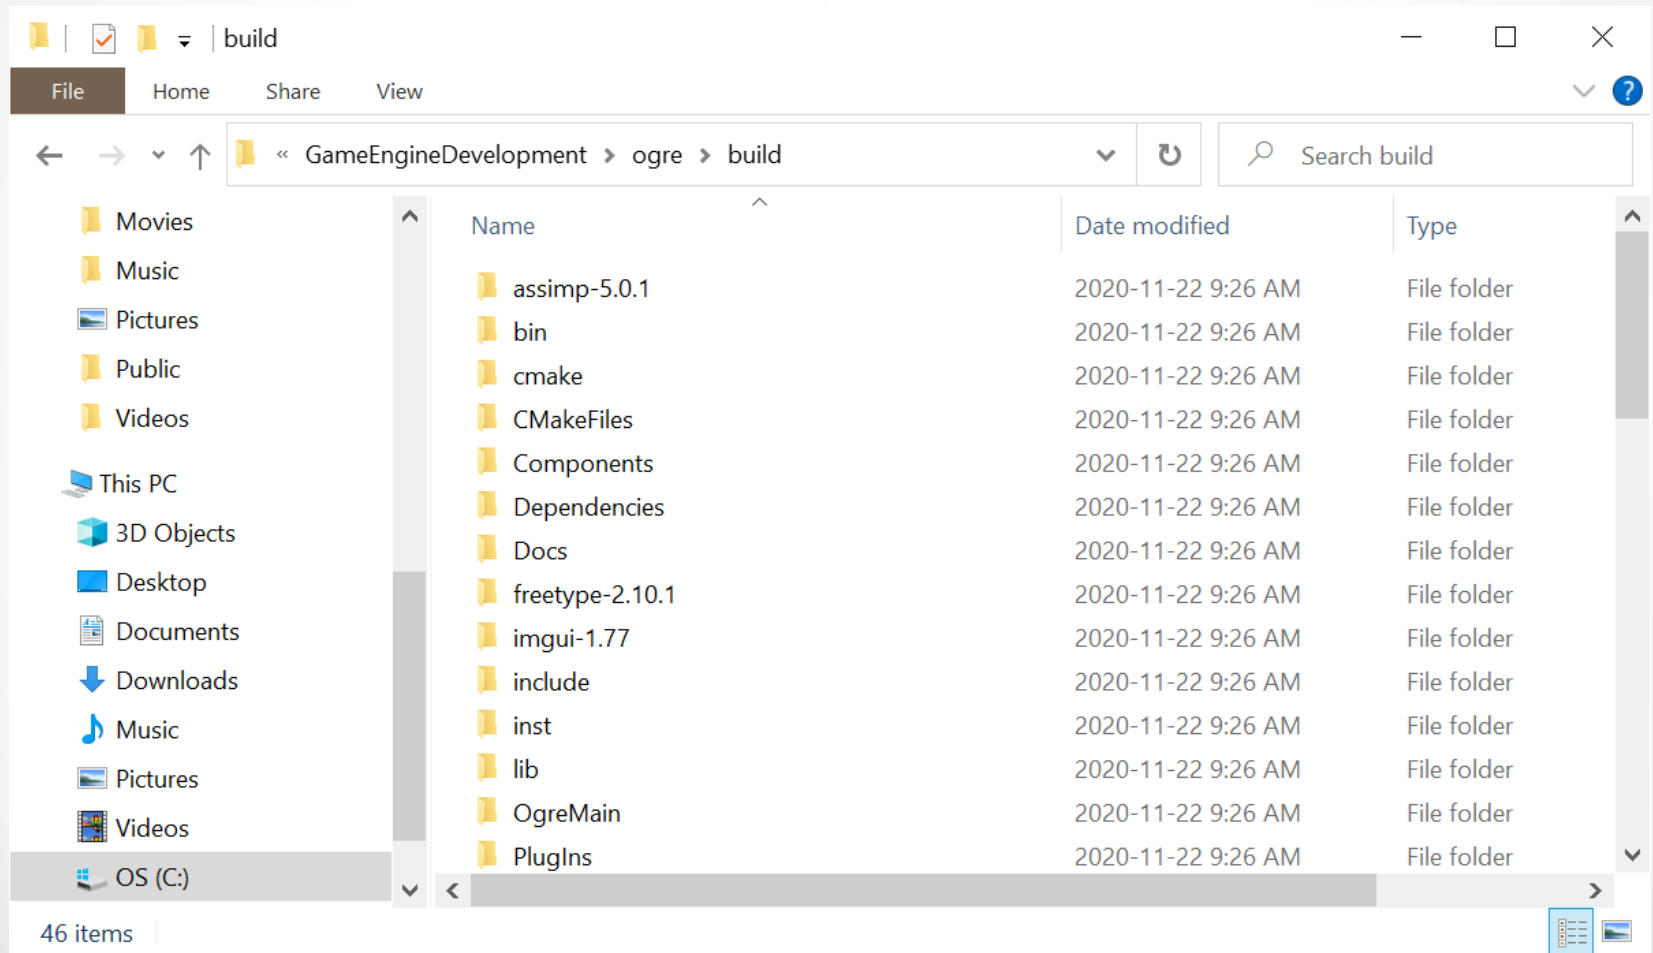 build
File Home Share View
?
« GameEngineDevelopment > ogre > build
Search build
Movies
Music
Pictures
Public
Videos
This PC
3D Objects
Desktop
Documents
Downloads
Music
Pictures
Videos
OS (C:)
Name Date modified Type
assimp-5.0.1 2020-11-22 9:26 AM File folder
bin 2020-11-22 9:26 AM File folder
cmake 2020-11-22 9:26 AM File folder
CMakeFiles 2020-11-22 9:26 AM File folder
Components 2020-11-22 9:26 AM File folder
Dependencies 2020-11-22 9:26 AM File folder
Docs 2020-11-22 9:26 AM File folder
freetype-2.10.1 2020-11-22 9:26 AM File folder
imgui-1.77 2020-11-22 9:26 AM File folder
include 2020-11-22 9:26 AM File folder
inst 2020-11-22 9:26 AM File folder
lib 2020-11-22 9:26 AM File folder
OgreMain 2020-11-22 9:26 AM File folder
PlugIns 2020-11-22 9:26 AM File folder
46 items